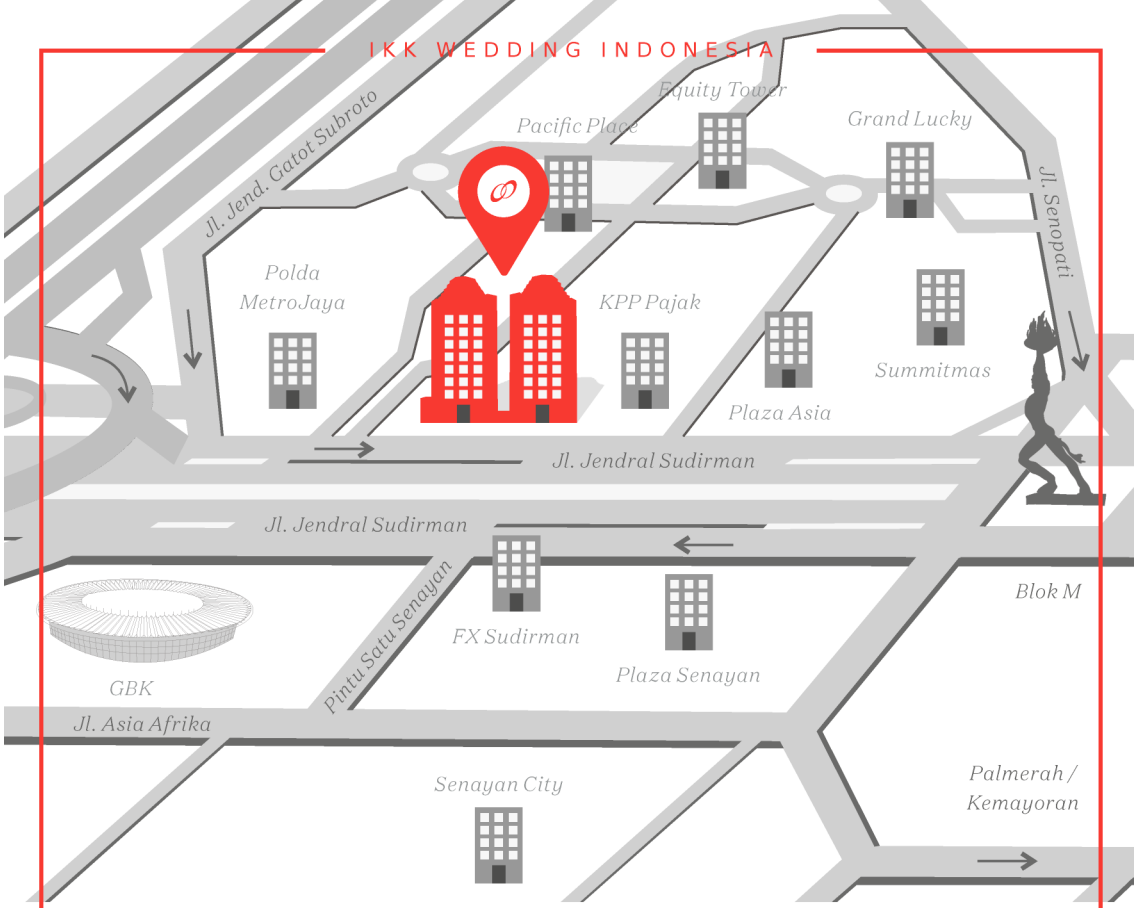 IKK WEDDING INDONESIA
Equity Tower
Pacific Place
Grand Lucky
Jl. Jend. Gatot Subroto
Jl. Senopati
Polda
MetroJaya
KPP Pajak
Summitmas
Plaza Asia
Jl. Jendral Sudirman
Jl. Jendral Sudirman
Blok M
Pintu Satu Senayan
FX Sudirman
Plaza Senayan
GBK
Jl. Asia Afrika
Senayan City
Palmerah /
Kemayoran